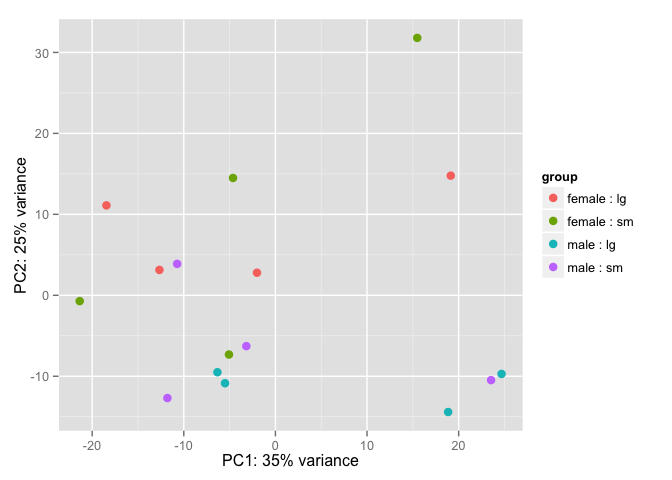 30
20
10
0
-10
PC2: 25% variance
-20
-10
0
10
20
PC1: 35% variance
group
female : lg
female : sm
male : lg
male : sm